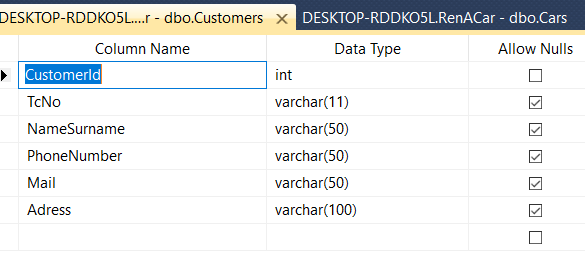 DESKTOP-RDDKO5L....r - dbo.Customers DESKTOP-RDDKO5L.RenACar - dbo.Cars
Column Name Data Type Allow Nulls
CustomerId int
TcNo varchar(11)
NameSurname varchar(50)
PhoneNumber varchar(50)
Mail varchar(50)
Adress varchar(100)